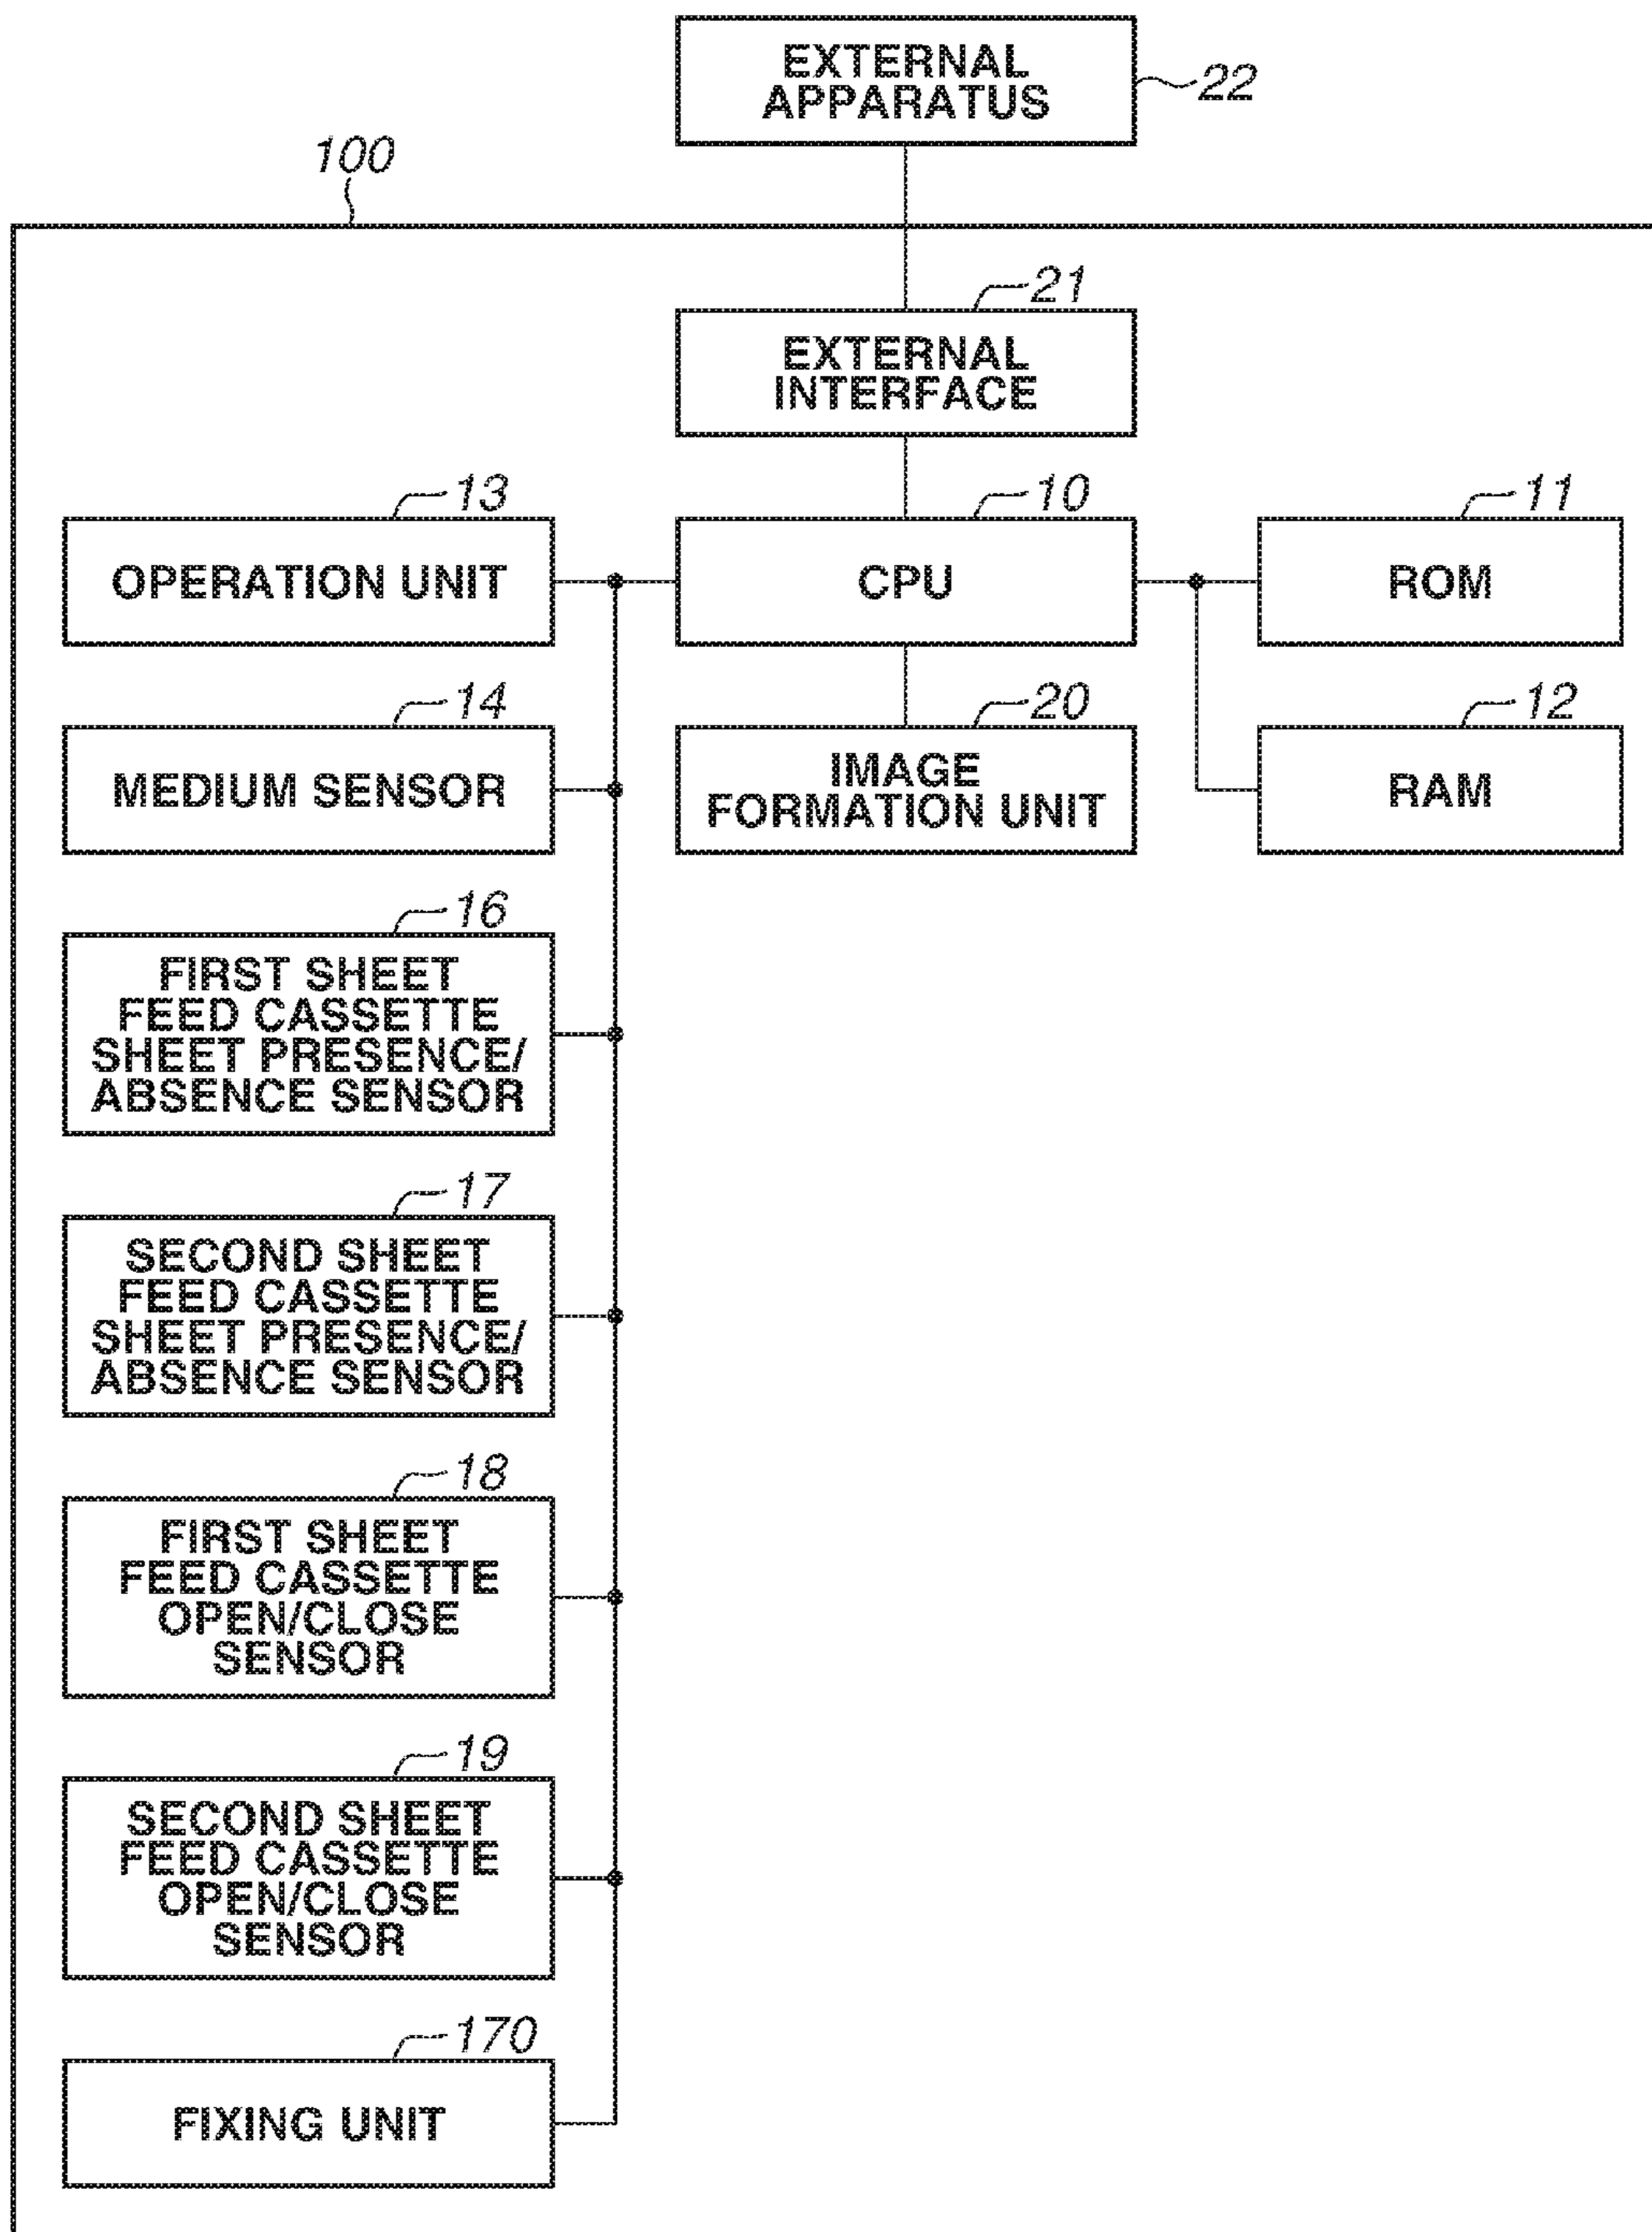 EXTERNAL
APPARATUS
22
100
21
EXTERNAL
INTERFACE
13
OPERATION UNIT
10
CPU
11
ROM
14
MEDIUM SENSOR
20
IMAGE
FORMATION UNIT
12
RAM
16
FIRST SHEET
FEED CASSETTE
SHEET PRESENCE/
ABSENCE SENSOR
17
SECOND SHEET
FEED CASSETTE
SHEET PRESENCE/
ABSENCE SENSOR
18
FIRST SHEET
FEED CASSETTE
OPEN/CLOSE
SENSOR
19
SECOND SHEET
FEED CASSETTE
OPEN/CLOSE
SENSOR
170
FIXING UNIT